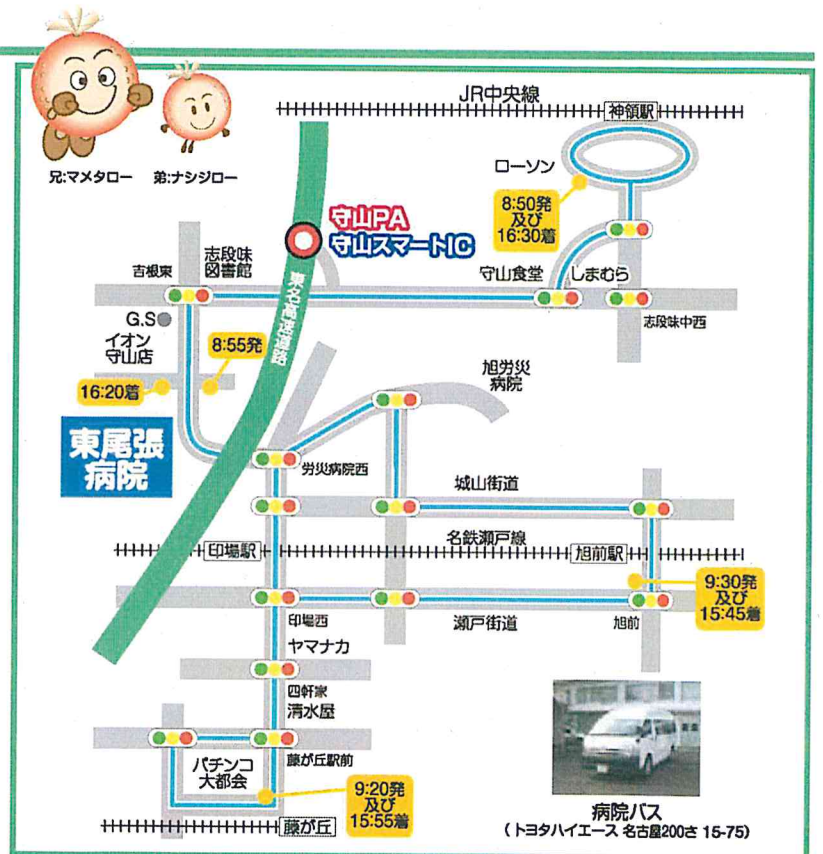 兄:マメタロー
弟:ナシジロー
JR中央線
神領駅
ローソン
8:50発
及び
16:30着
守山PA
守山スマートIC
東名高速道路
吉根東
志段味
図書館
守山食堂
しまむら
志段味中西
G.S
イオン
守山店
8:55発
16:20着
東尾張
病院
旭労災
病院
労災病院西
城山街道
名鉄瀬戸線
印場駅
旭前駅
9:30発
及び
15:45着
印場西
瀬戸街道
旭前
ヤマナカ
四軒家
清水屋
藤が丘駅前
パチンコ
大都会
9:20発
及び
15:55着
藤が丘
病院バス
(トヨタハイエース 名古屋200さ 15-75)